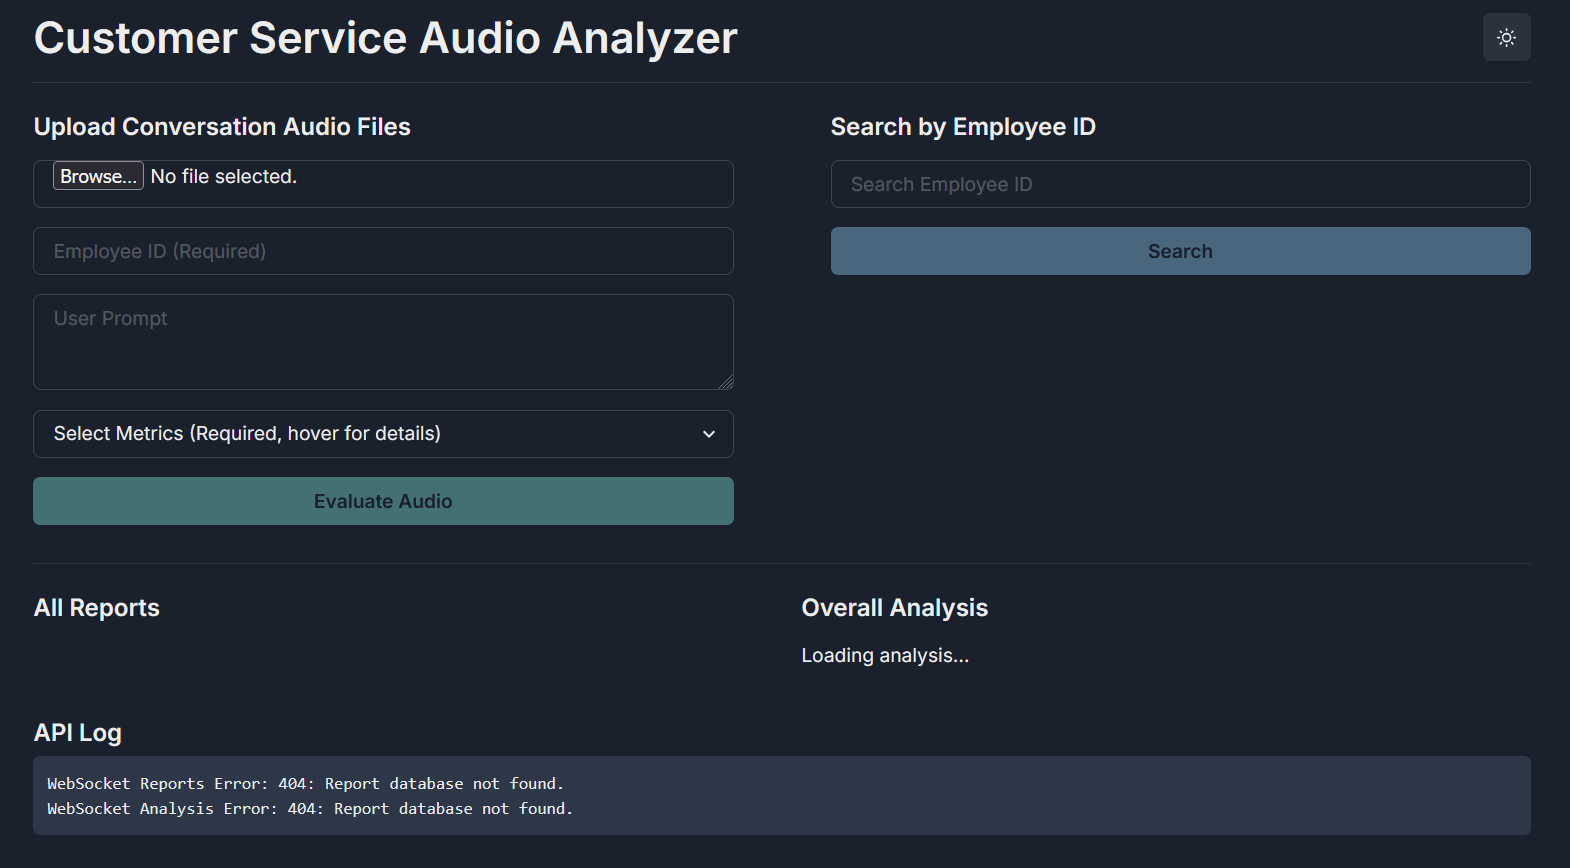 Customer Service Audio Analyzer
Upload Conversation Audio Files
Browse... No file selected.
Employee ID (Required)
User Prompt
Select Metrics (Required, hover for details)
Evaluate Audio
Search by Employee ID
Search Employee ID
Search
All Reports
Overall Analysis
Loading analysis...
API Log
WebSocket Reports Error: 404: Report database not found.
WebSocket Analysis Error: 404: Report database not found.